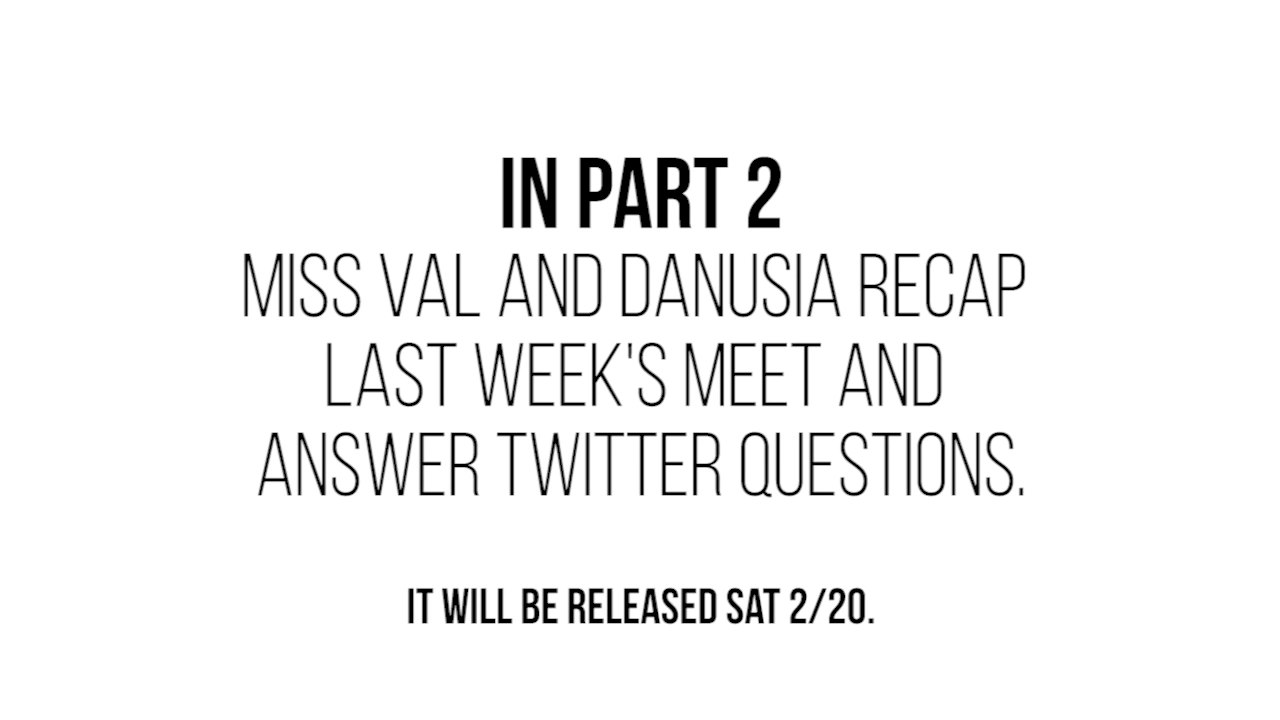 IN PART 2
MISS VAL AND DANUSIA RECAP
LAST WEEK'S MEET AND
ANSWER TWITTER QUESTIONS.
IT WILL BE RELEASED SAT 2/20.